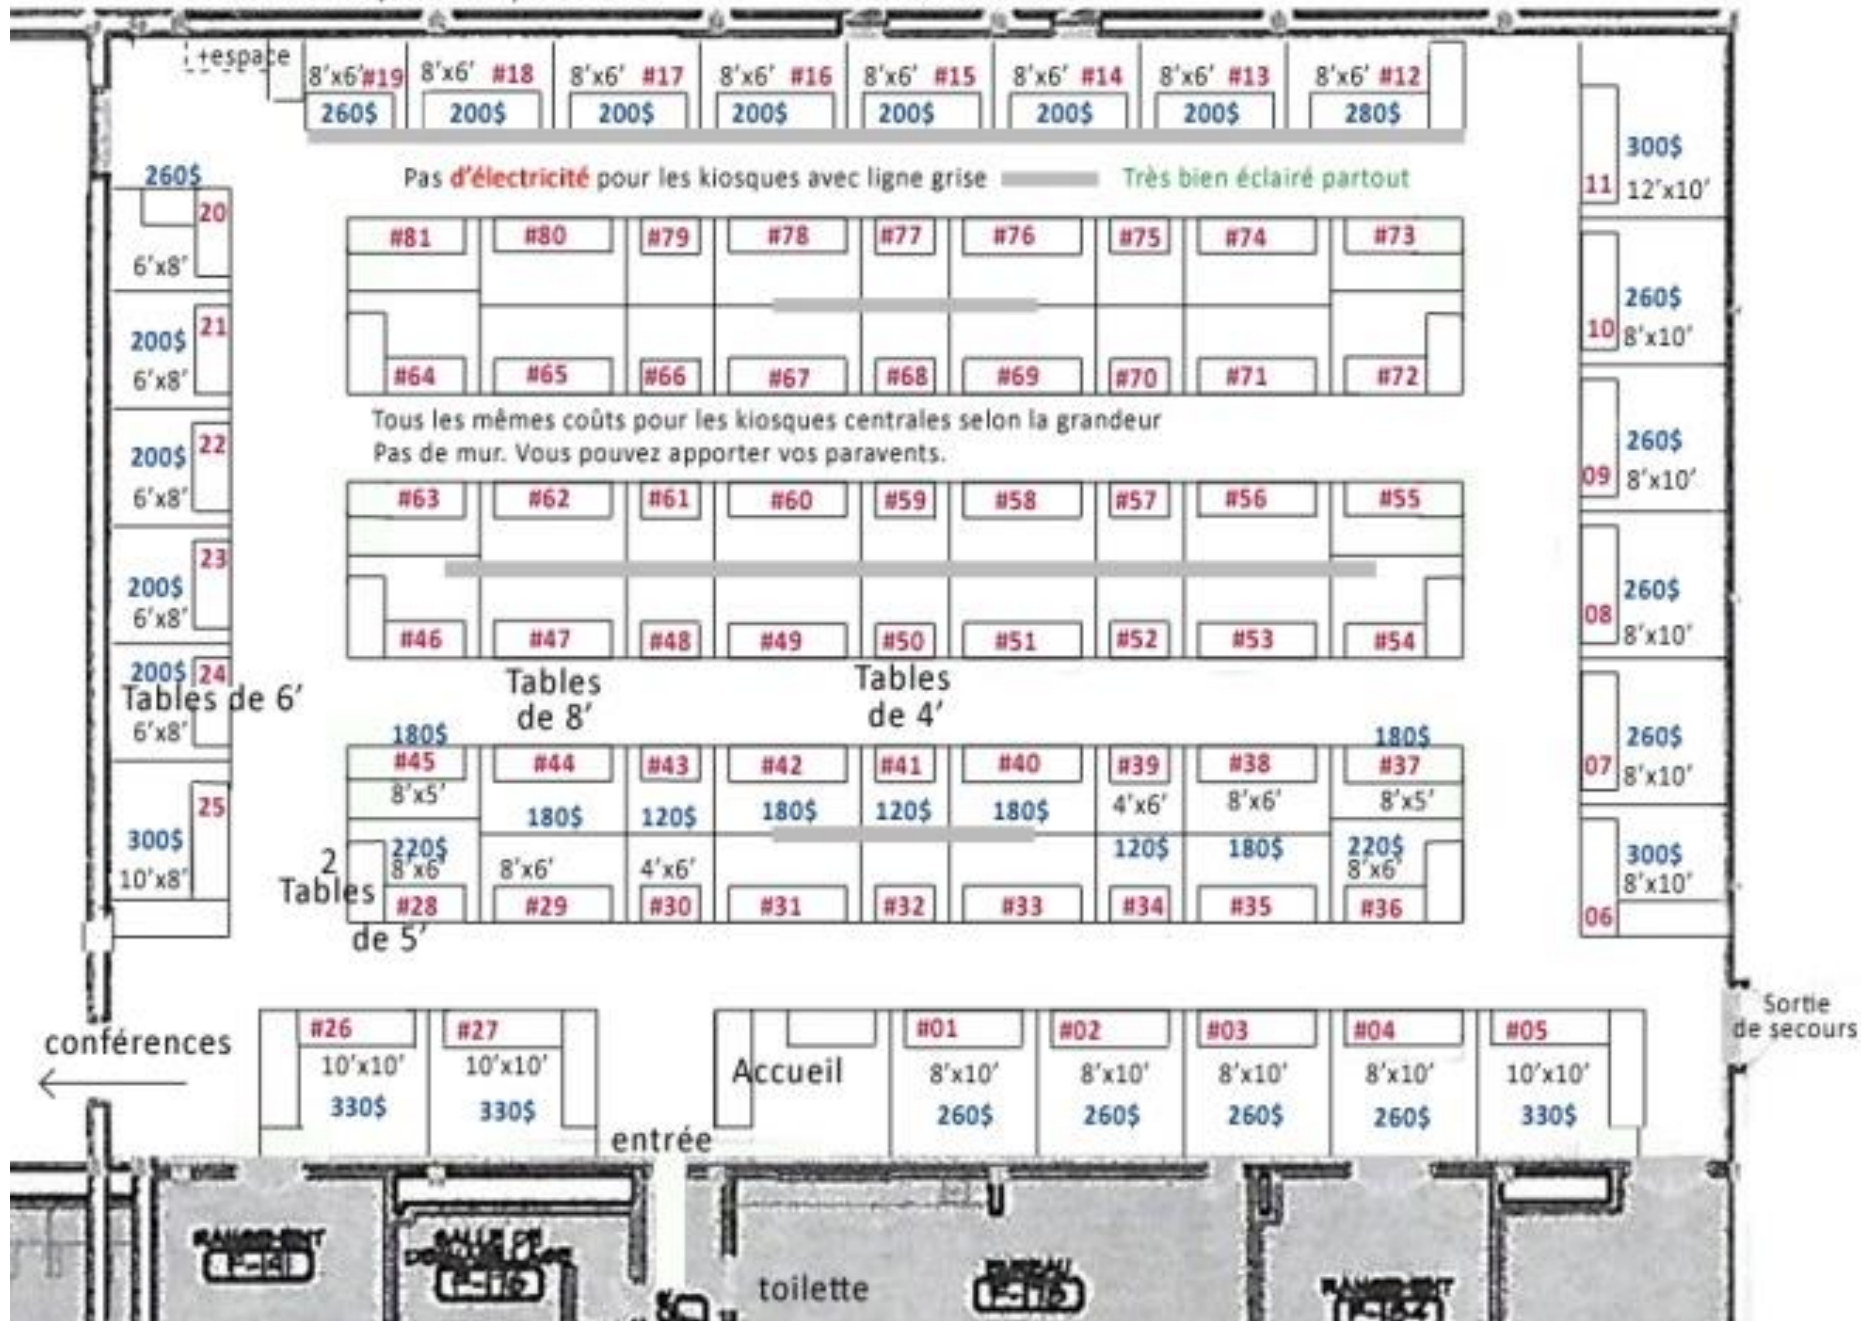 +espace
8'x6' #19 8'x6' #18 8'x6' #17 8'x6' #16 8'x6' #15 8'x6' #14 8'x6' #13 8'x6' #12
260$ 200$ 200$ 200$ 200$ 200$ 200$ 280$
Pas d'électricité pour les kiosques avec ligne grise
Très bien éclairé partout
260$
20
6'x8'
21
200$
6'x8'
22
200$
6'x8'
23
200$
6'x8'
200$ 24
Tables de 6'
6'x8'
25
300$
10'x8'
#81 #80 #79 #78 #77 #76 #75 #74 #73
#64 #65 #66 #67 #68 #69 #70 #71 #72
Tous les mêmes coûts pour les kiosques centrales selon la grandeur
Pas de mur. Vous pouvez apporter vos paravents.
#63 #62 #61 #60 #59 #58 #57 #56 #55
#46 #47 #48 #49 #50 #51 #52 #53 #54
Tables
de 8'
Tables
de 4'
180$ 180$
#45 #44 #43 #42 #41 #40 #39 #38 #37
8'x5' 4'x6' 8'x6' 8'x5'
180$ 120$ 180$ 120$ 180$
220$ 120$ 180$ 220$
8'x6' 8'x6' 4'x6' 8'x6'
#28 #29 #30 #31 #32 #33 #34 #35 #36
2
Tables
de 5'
300$
11 12'x10'
260$
10 8'x10'
260$
09 8'x10'
260$
08 8'x10'
260$
07 8'x10'
300$
8'x10'
06
Sortie
de secours
conférences
#26 #27
10'x10' 10'x10'
330$ 330$
entrée
Accueil
#01 #02 #03 #04 #05
8'x10' 8'x10' 8'x10' 8'x10' 10'x10'
260$ 260$ 260$ 260$ 330$
RANGEMENT
SALLE DE
toilette
BUREAU
RANGEMENT